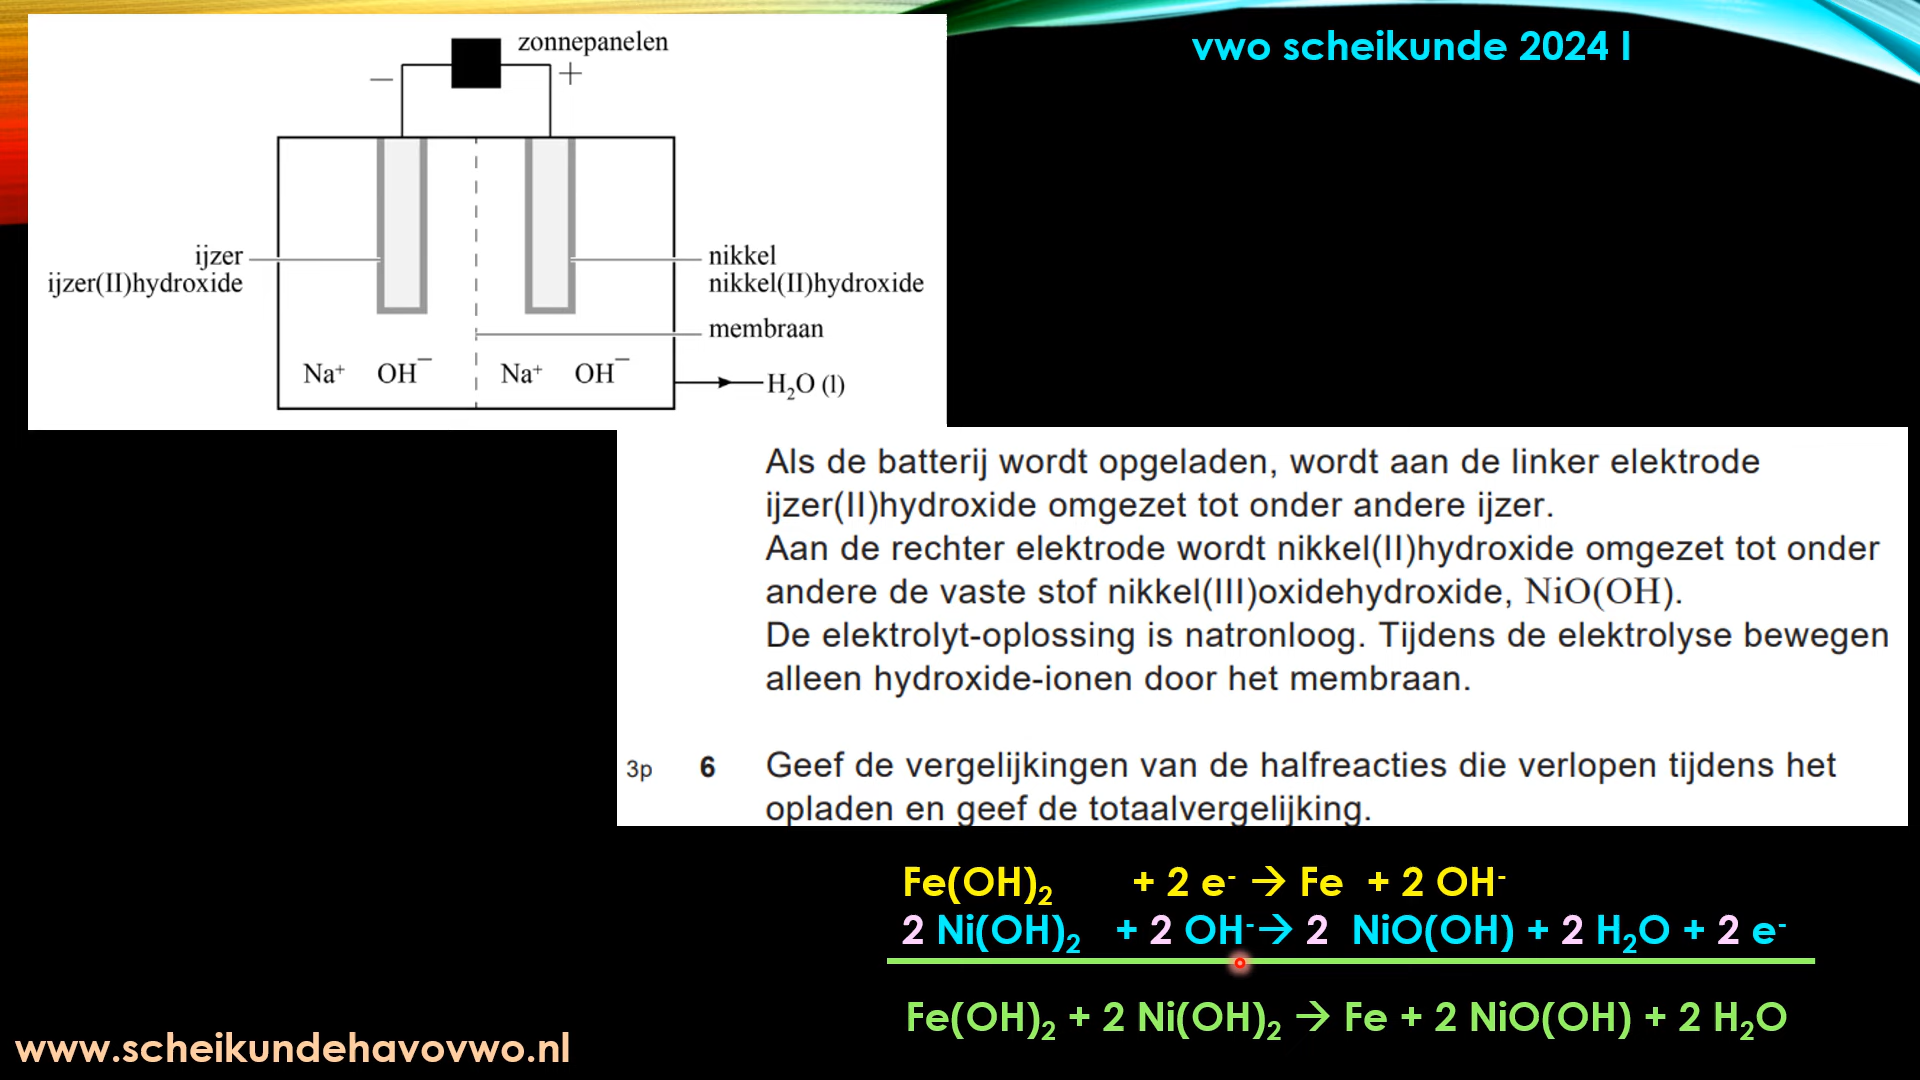 vwo scheikunde 2024 I
zonnepanelen
– +
ijzer
ijzer(II)hydroxide
nikkel
nikkel(II)hydroxide
membraan
Na⁺ OH⁻ Na⁺ OH⁻
H₂O (l)
Als de batterij wordt opgeladen, wordt aan de linker elektrode
ijzer(II)hydroxide omgezet tot onder andere ijzer.
Aan de rechter elektrode wordt nikkel(II)hydroxide omgezet tot onder
andere de vaste stof nikkel(III)oxidehydroxide, NiO(OH).
De elektrolyt-oplossing is natronloog. Tijdens de elektrolyse bewegen
alleen hydroxide-ionen door het membraan.
3p 6 Geef de vergelijkingen van de halfreacties die verlopen tijdens het
opladen en geef de totaalvergelijking.
Fe(OH)₂ + 2 e⁻ → Fe + 2 OH⁻
2 Ni(OH)₂ + 2 OH⁻ → 2 NiO(OH) + 2 H₂O + 2 e⁻
Fe(OH)₂ + 2 Ni(OH)₂ → Fe + 2 NiO(OH) + 2 H₂O
www.scheikundehavovwo.nl